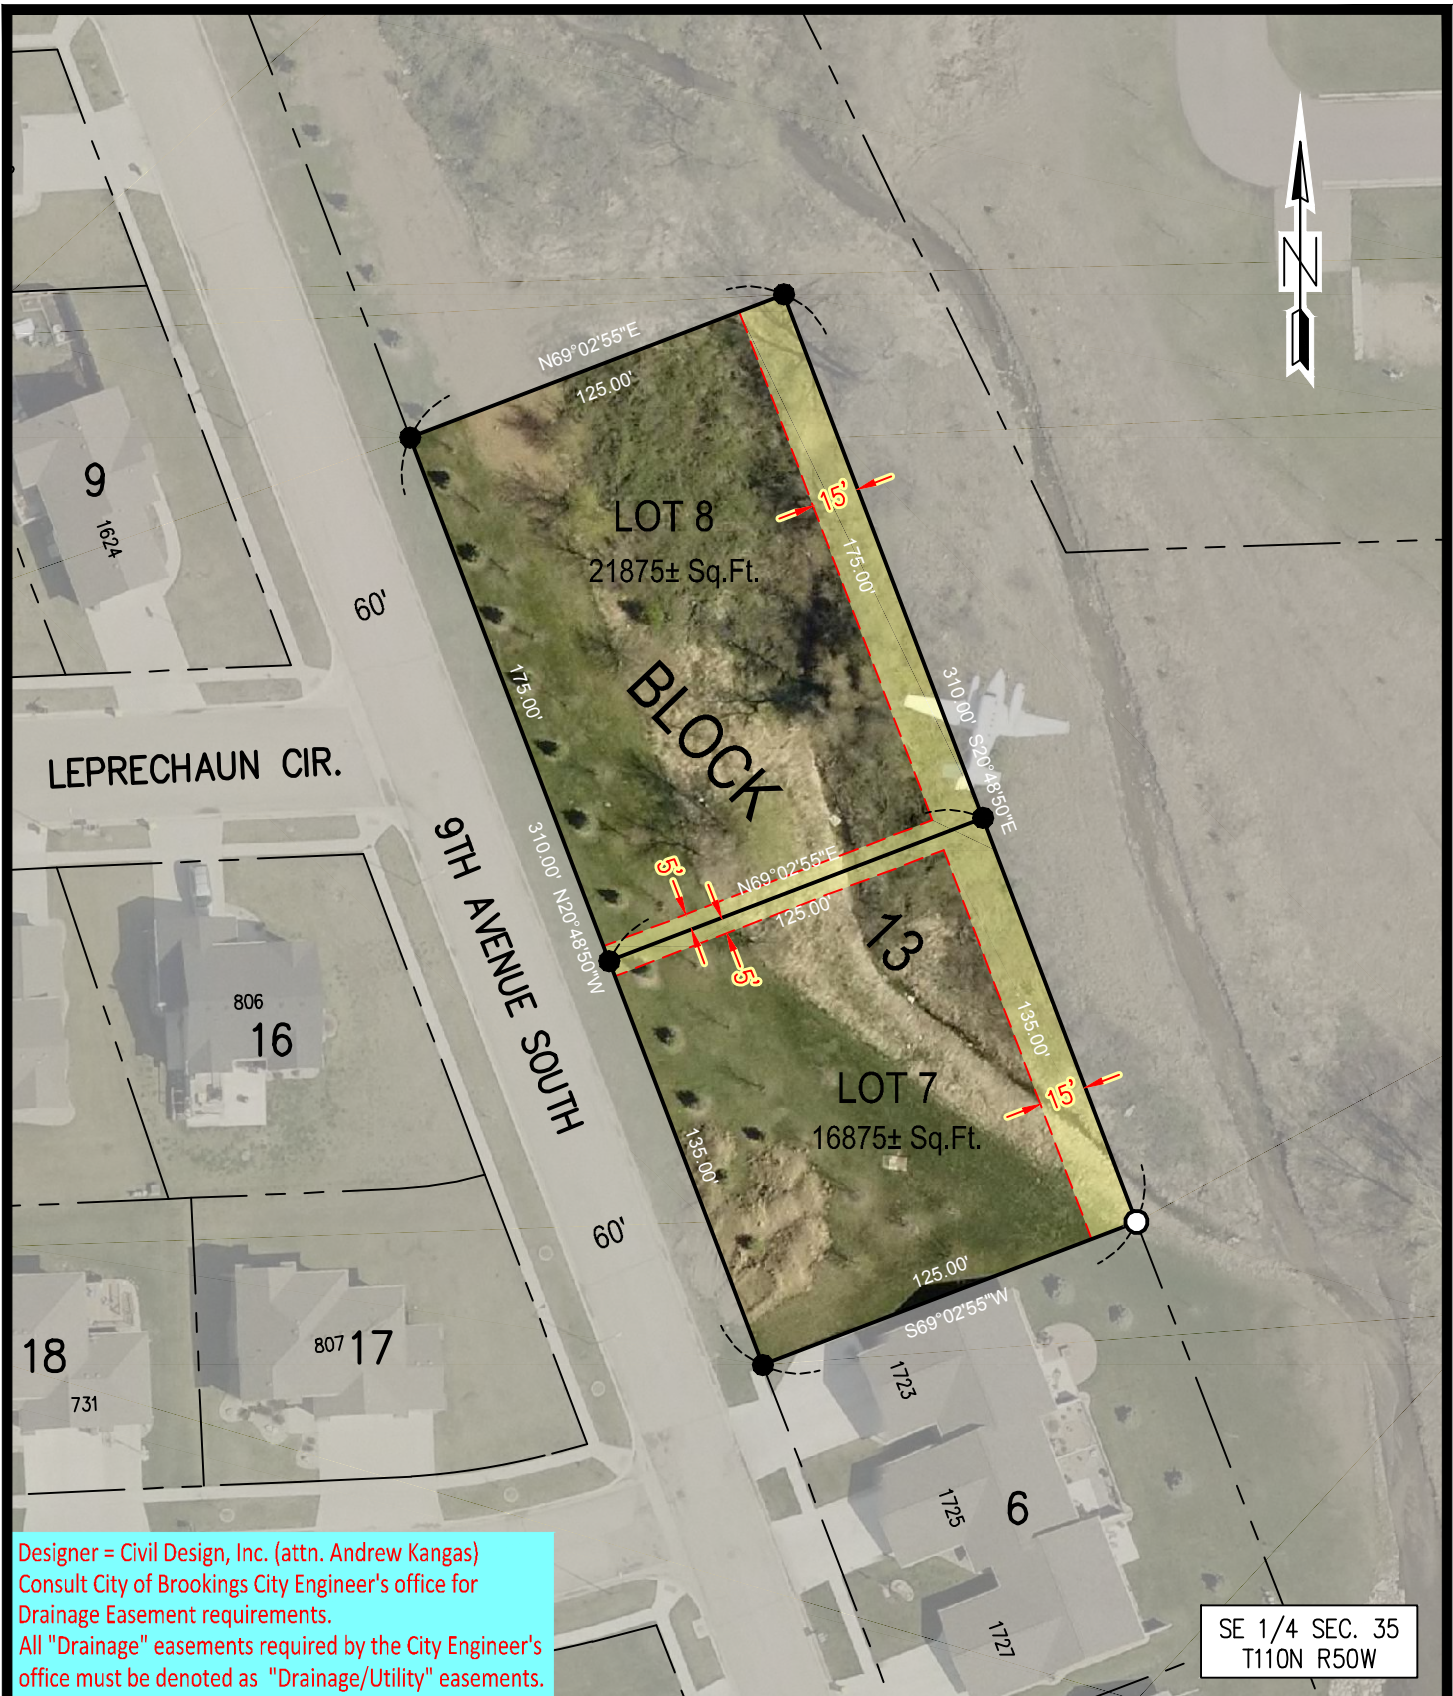 N
N69°02'55"E
125.00'
9
1624
LOT 8
21875± Sq.Ft.
15'
175.00'
60'
175.00'
BLOCK
310.00' S20°48'50"E
LEPRECHAUN CIR.
9TH AVENUE SOUTH
310.00' N20°48'50"W
5'
N69°02'55"E
125.00'
5'
13
806
16
135.00'
LOT 7
16875± Sq.Ft.
15'
135.00'
60'
125.00'
S69°02'55"W
18
731
807 17
1723
1725
6
1727
Designer = Civil Design, Inc. (attn. Andrew Kangas)
Consult City of Brookings City Engineer's office for
Drainage Easement requirements.
All "Drainage" easements required by the City Engineer's
office must be denoted as "Drainage/Utility" easements.
SE 1/4 SEC. 35
T110N R50W